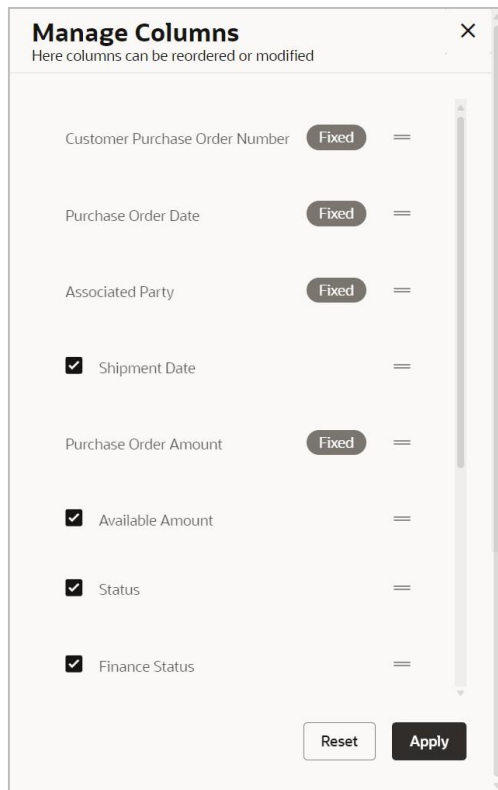 Manage Columns
Here columns can be reordered or modified
Customer Purchase Order Number Fixed
Purchase Order Date Fixed
Associated Party Fixed
Shipment Date
Purchase Order Amount Fixed
Available Amount
Status
Finance Status
Reset Apply